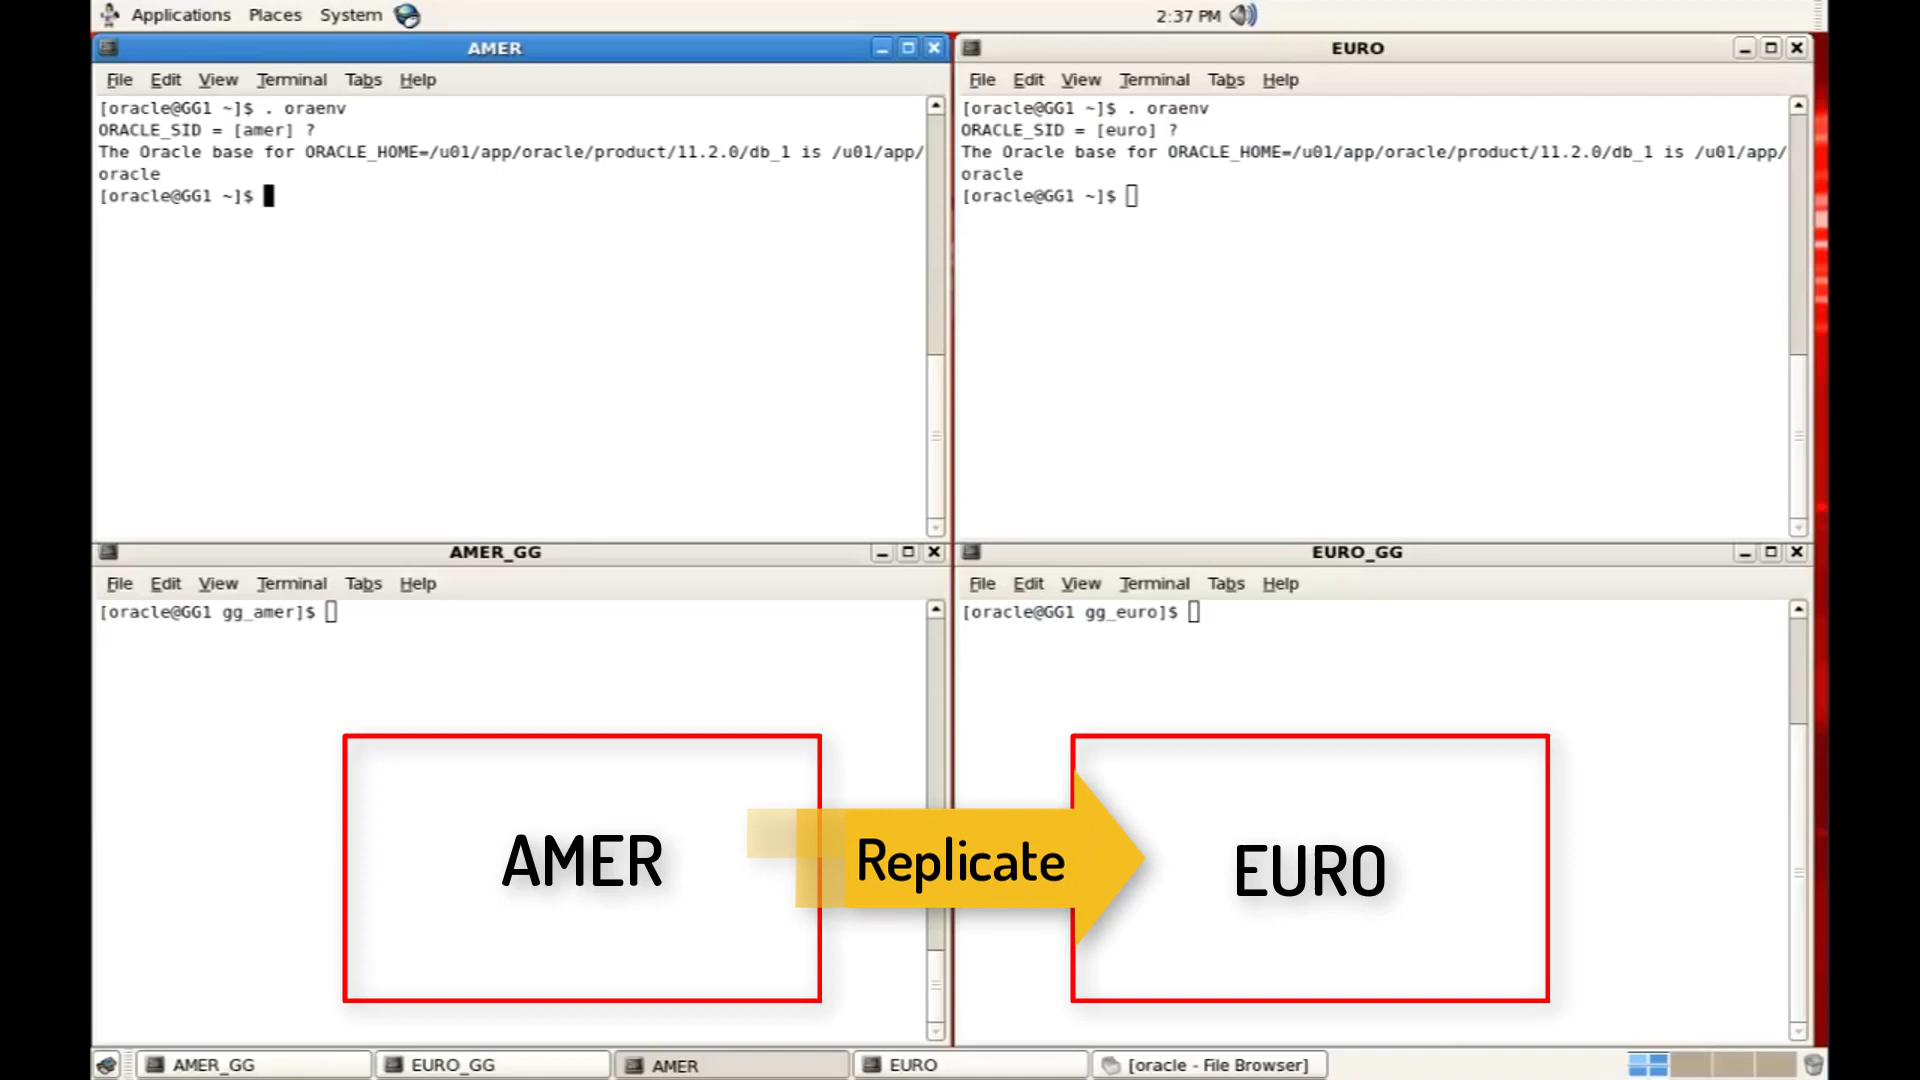 Applications Places System
2:37 PM
AMER
File Edit View Terminal Tabs Help
[oracle@GG1 ~]$ . oraenv
ORACLE_SID = [amer] ?
The Oracle base for ORACLE_HOME=/u01/app/oracle/product/11.2.0/db_1 is /u01/app/
oracle
[oracle@GG1 ~]$
EURO
File Edit View Terminal Tabs Help
[oracle@GG1 ~]$ . oraenv
ORACLE_SID = [euro] ?
The Oracle base for ORACLE_HOME=/u01/app/oracle/product/11.2.0/db_1 is /u01/app/
oracle
[oracle@GG1 ~]$
AMER_GG
File Edit View Terminal Tabs Help
[oracle@GG1 gg_amer]$
EURO_GG
File Edit View Terminal Tabs Help
[oracle@GG1 gg_euro]$
AMER
Replicate
EURO
AMER_GG
EURO_GG
AMER
EURO
[oracle - File Browser]